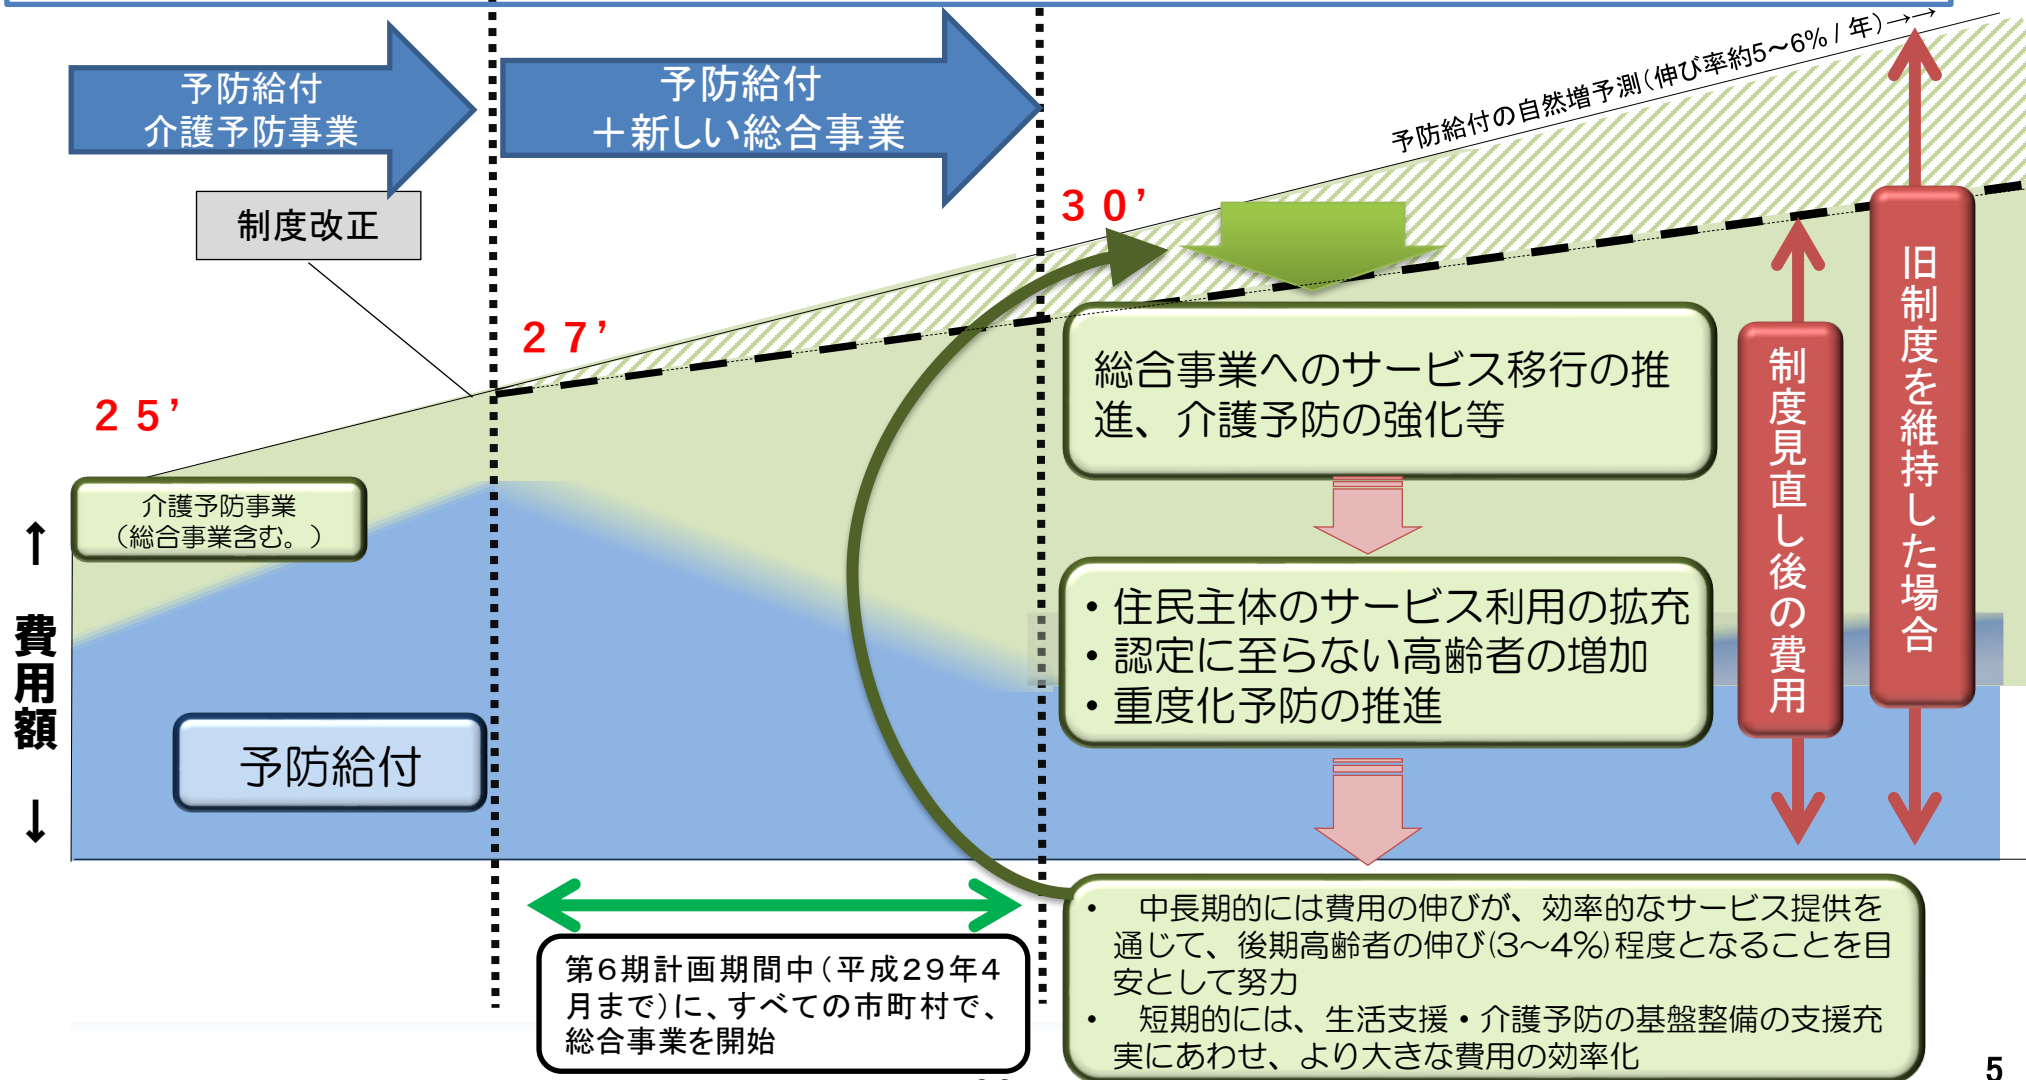 予防給付
介護予防事業
予防給付
＋新しい総合事業
予防給付の自然増予測（伸び率約5～6% / 年）→→
制度改正
３０’
２７’
２５’
総合事業へのサービス移行の推
進、介護予防の強化等
制度見直し後の費用
旧制度を維持した場合
介護予防事業
（総合事業含む。）
↑
費用額
↓
・住民主体のサービス利用の拡充
・認定に至らない高齢者の増加
・重度化予防の推進
予防給付
第６期計画期間中（平成２９年４
月まで）に、すべての市町村で、
総合事業を開始
・　中長期的には費用の伸びが、効率的なサービス提供を
通じて、後期高齢者の伸び(3～4%)程度となることを目
安として努力
・　短期的には、生活支援・介護予防の基盤整備の支援充
実にあわせ、より大きな費用の効率化
5